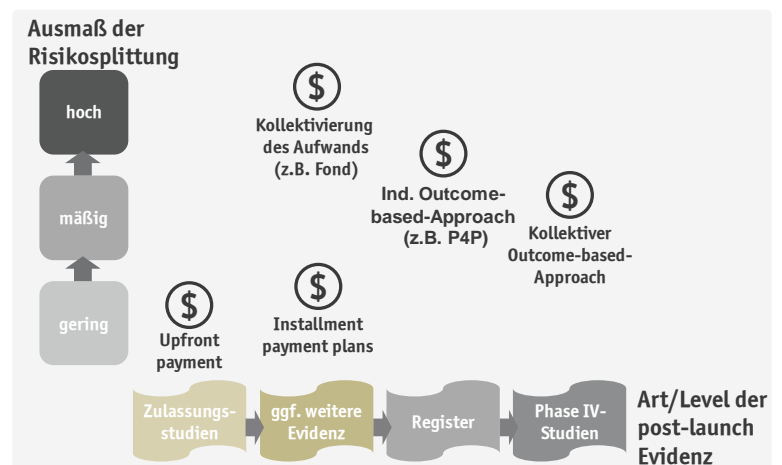 Ausmaß der
Risikosplittung
hoch
$
Kollektivierung
des Aufwands
(z.B. Fond)
$
Ind. Outcome-
based-Approach
(z.B. P4P)
mäßig
$
Kollektiver
Outcome-based-
Approach
gering
$
Upfront
payment
$
Installment
payment plans
Zulassungs-
studien
ggf. weitere
Evidenz
Register
Phase IV-
Studien
Art/Level der
post-launch
Evidenz